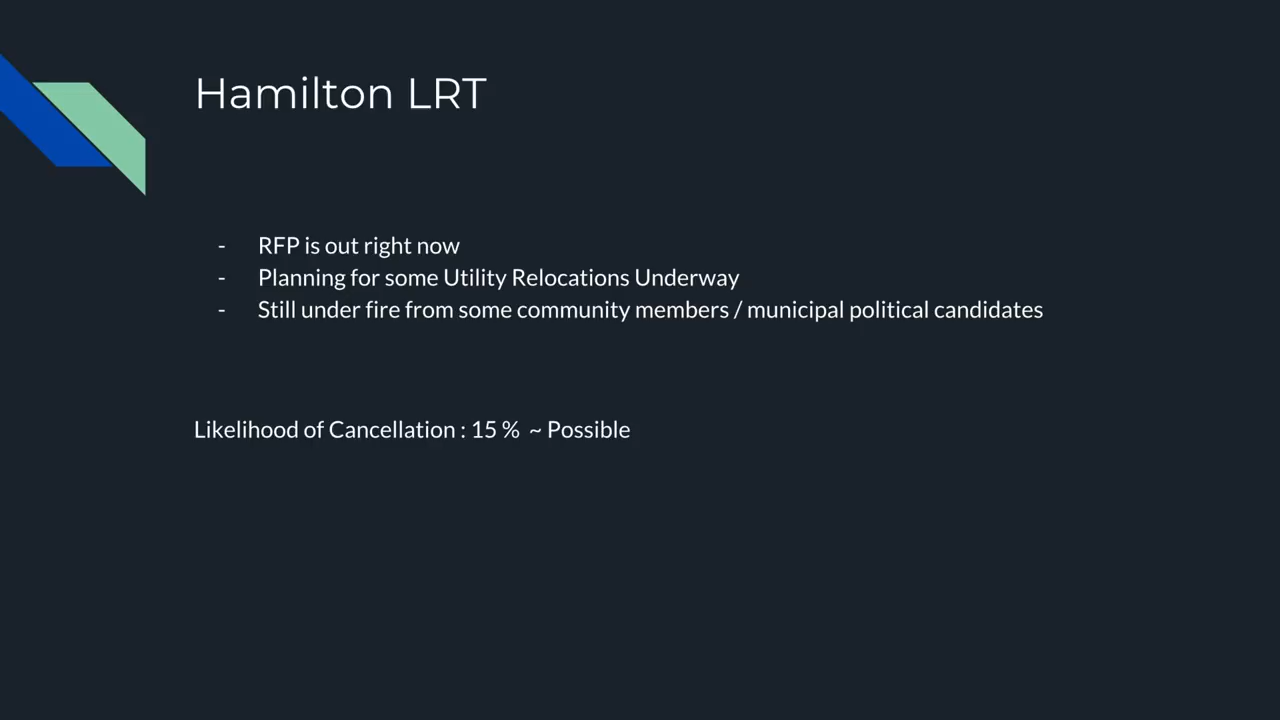 Hamilton LRT
- RFP is out right now
- Planning for some Utility Relocations Underway
- Still under fire from some community members / municipal political candidates
Likelihood of Cancellation : 15 % ~ Possible